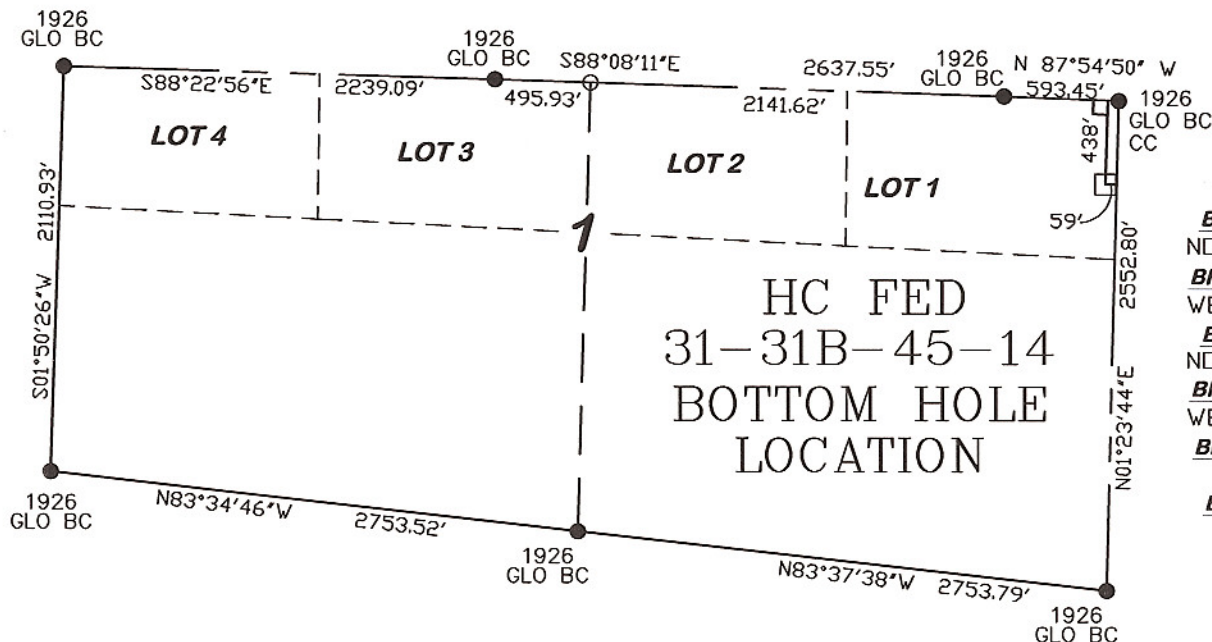 1926
GLO BC
1926
GLO BC
S88°08'11"E
2637.55'
1926
GLO BC
N 87°54'50" W
593.45'
1926
GLO BC
CC
S88°22'56"E
2239.09'
495.93'
2141.62'
438'
LOT 4
LOT 3
LOT 2
LOT 1
59'
2110.93'
S01°50'26"W
1
2552.80'
N01°23'44"E
HC FED
31-31B-45-14
BOTTOM HOLE
LOCATION
1926
GLO BC
N83°34'46"W
2753.52'
1926
GLO BC
N83°37'38"W
2753.79'
1926
GLO BC